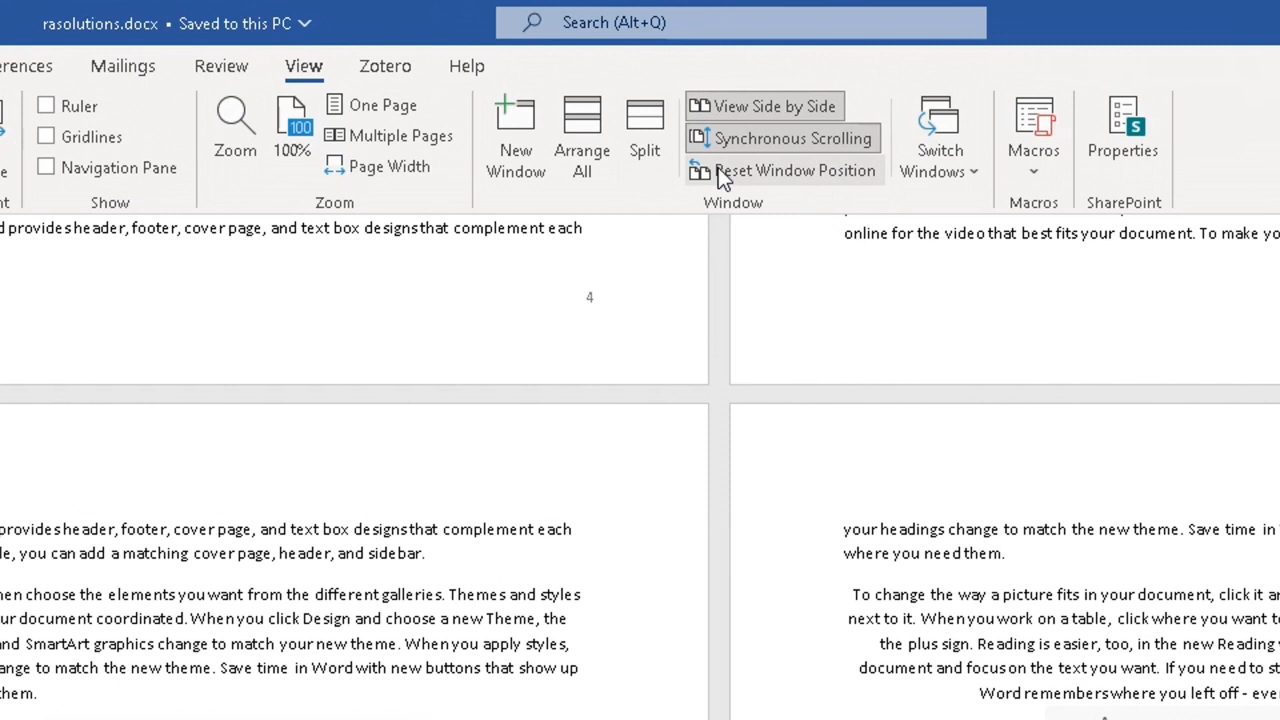 rasolutions.docx • Saved to this PC
Search (Alt+Q)
erences Mailings Review View Zotero Help
Ruler
Gridlines
Navigation Pane
Show
Zoom
100
100%
One Page
Multiple Pages
Page Width
Zoom
New
Window
Arrange
All
Split
View Side by Side
Synchronous Scrolling
Reset Window Position
Window
Switch
Windows
Macros
Macros
S
Properties
SharePoint
d provides header, footer, cover page, and text box designs that complement each
4
online for the video that best fits your document. To make yo
provides header, footer, cover page, and text box designs that complement each
le, you can add a matching cover page, header, and sidebar.
hen choose the elements you want from the different galleries. Themes and styles
ur document coordinated. When you click Design and choose a new Theme, the
and SmartArt graphics change to match your new theme. When you apply styles,
ange to match the new theme. Save time in Word with new buttons that show up
them.
your headings change to match the new theme. Save time in
where you need them.
To change the way a picture fits in your document, click it a
next to it. When you work on a table, click where you want to
the plus sign. Reading is easier, too, in the new Reading
document and focus on the text you want. If you need to st
Word remembers where you left off - eve